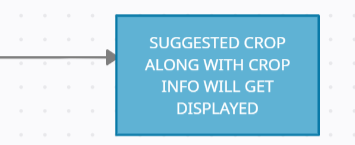 SUGGESTED CROP
ALONG WITH CROP
INFO WILL GET
DISPLAYED